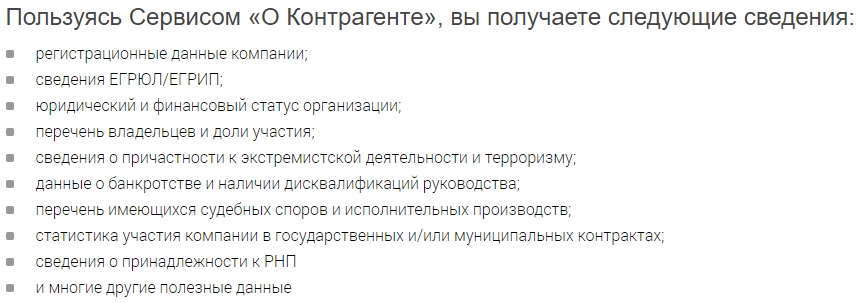 Пользуясь Сервисом «О Контрагенте», вы получаете следующие сведения:
регистрационные данные компании;
сведения ЕГРЮЛ/ЕГРИП;
юридический и финансовый статус организации;
перечень владельцев и доли участия;
сведения о причастности к экстремистской деятельности и терроризму;
данные о банкротстве и наличии дисквалификаций руководства;
перечень имеющихся судебных споров и исполнительных производств;
статистика участия компании в государственных и/или муниципальных контрактах;
сведения о принадлежности к РНП
и многие другие полезные данные